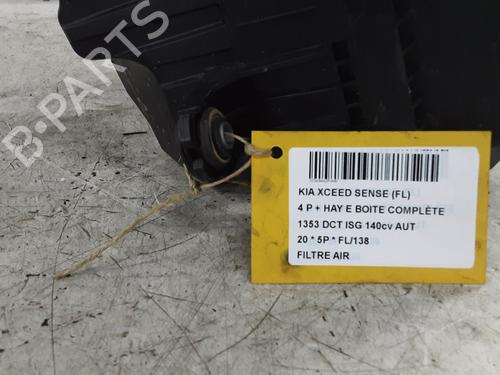 B-PARTS
KIA XCEED SENSE (FL)
4 P + HAY E BOITE COMPLÈTE
1353 DCT ISG 140cv AUT
20 * 5P * FL/138
FILTRE AIR